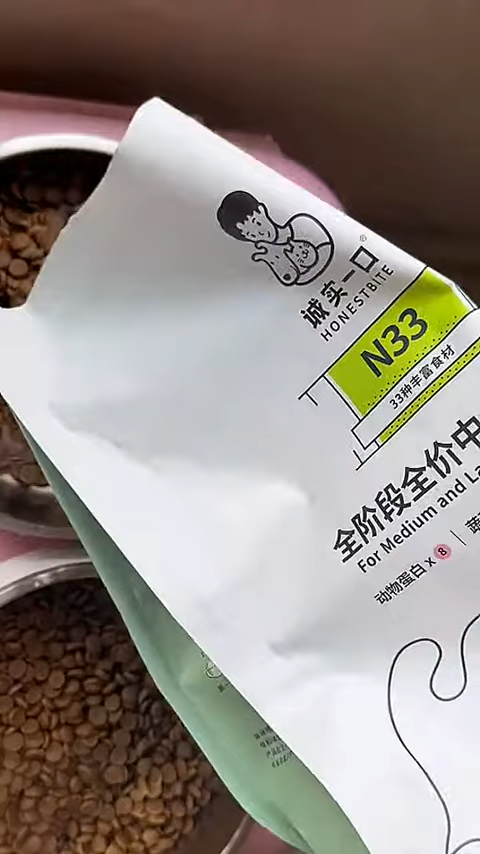 诚实一口®
HONESTBITE
N33
33种丰富食材
全阶段全价中
For Medium and La
动物蛋白 x 8 | 蔬